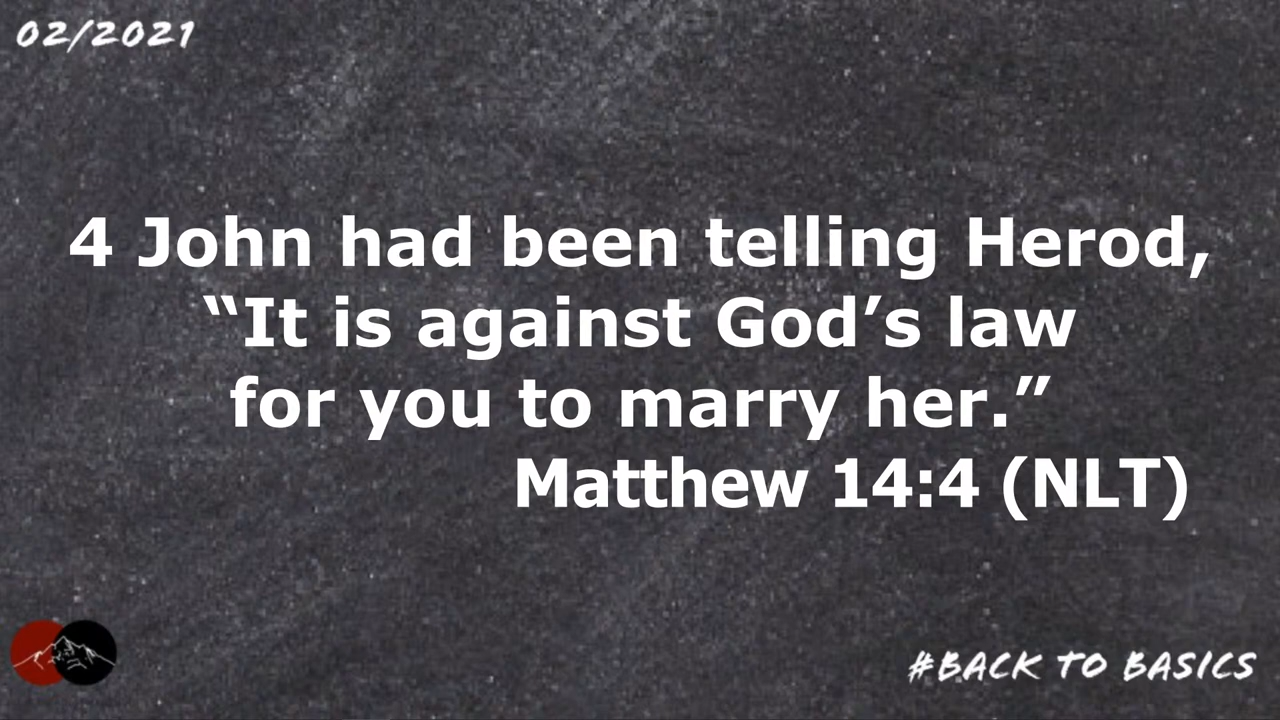 02/2021
4 John had been telling Herod,
“It is against God’s law
for you to marry her.”
Matthew 14:4 (NLT)
#BACK TO BASICS